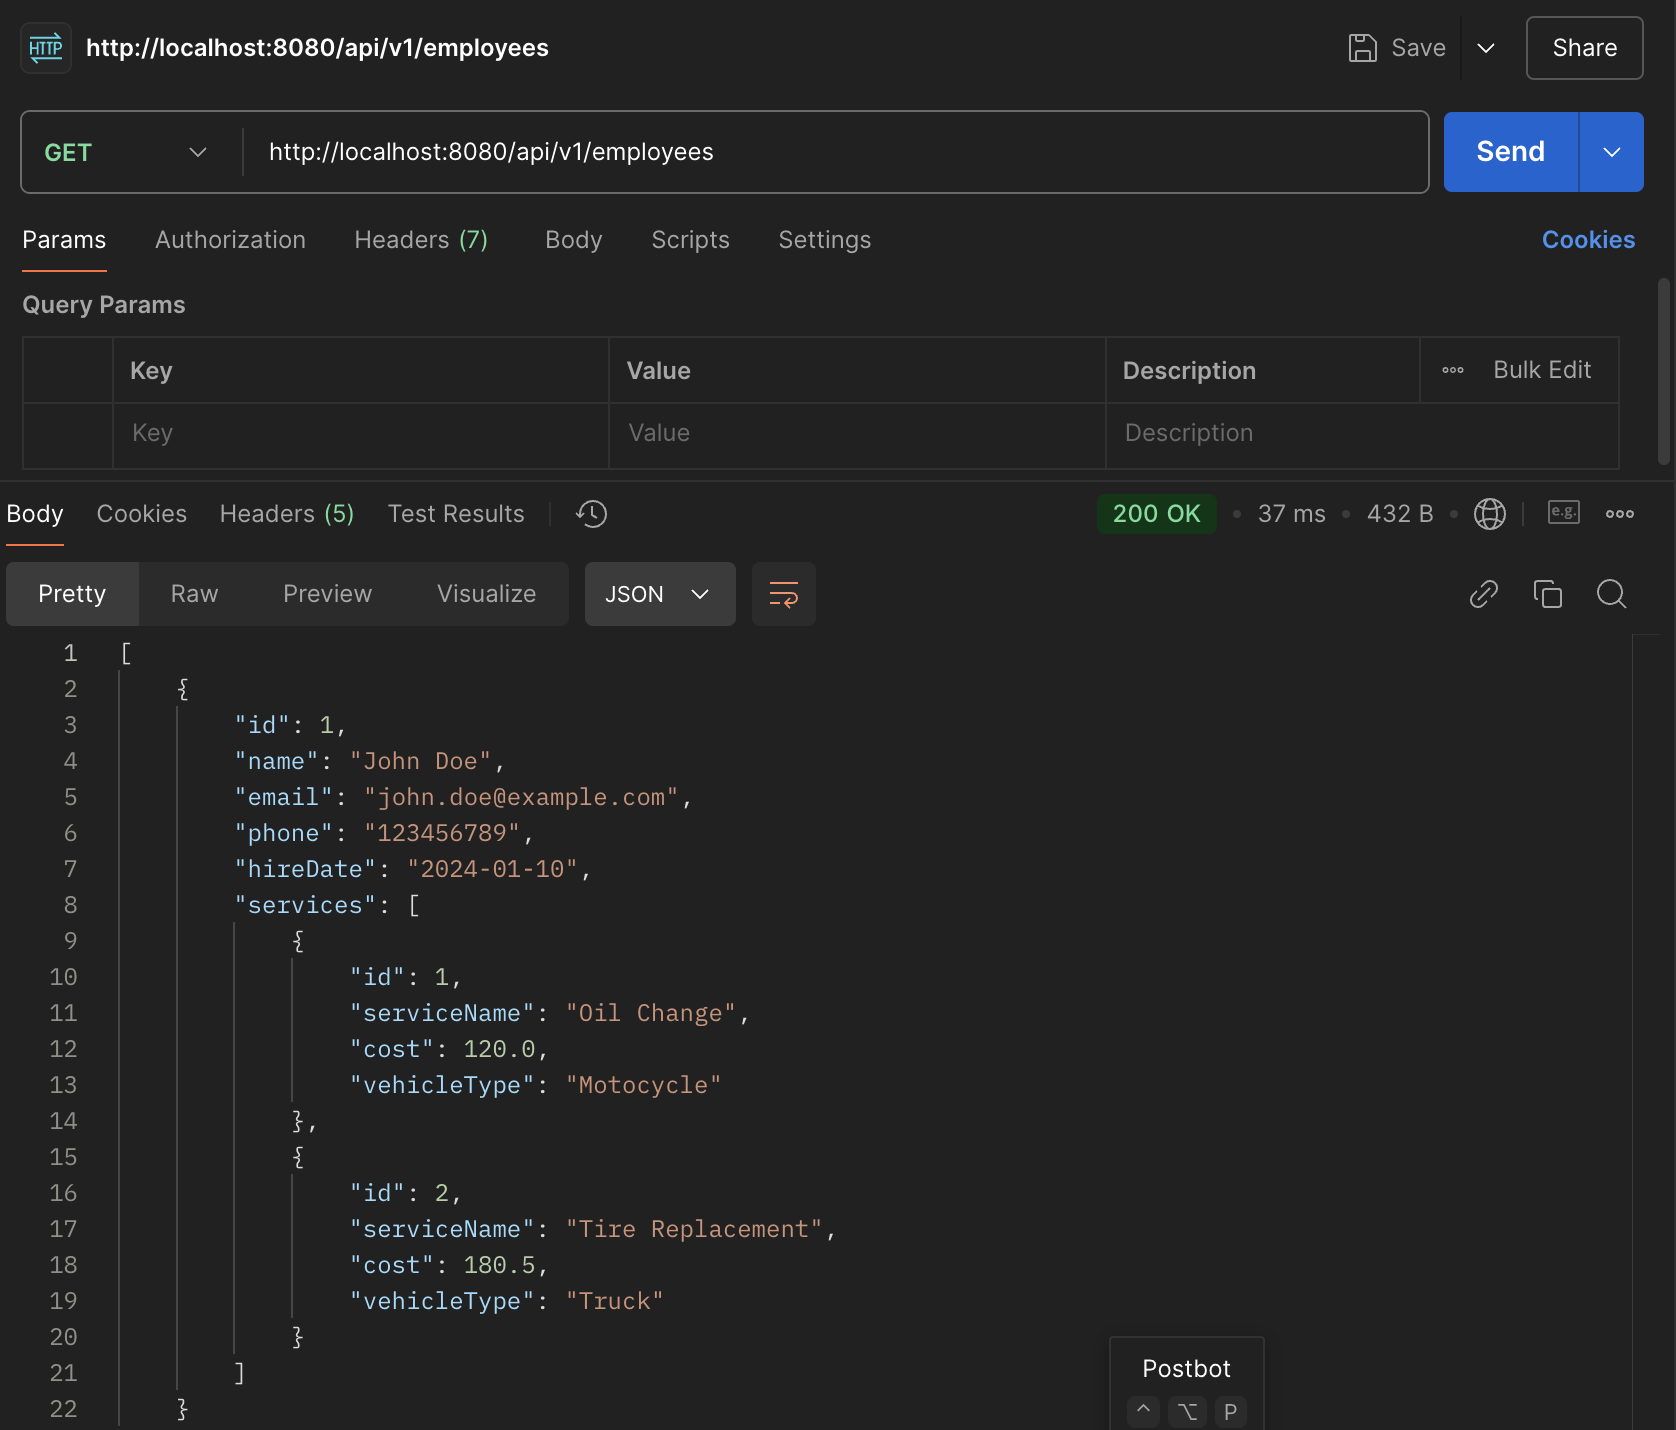 HTTP http://localhost:8080/api/v1/employees Save Share
GET http://localhost:8080/api/v1/employees Send
Params Authorization Headers (7) Body Scripts Settings Cookies
Query Params
Key Value Description Bulk Edit
Key Value Description
Body Cookies Headers (5) Test Results 200 OK • 37 ms • 432 B • e.g.
Pretty Raw Preview Visualize JSON
1 [
2 {
3 "id": 1,
4 "name": "John Doe",
5 "email": "john.doe@example.com",
6 "phone": "123456789",
7 "hireDate": "2024-01-10",
8 "services": [
9 {
10 "id": 1,
11 "serviceName": "Oil Change",
12 "cost": 120.0,
13 "vehicleType": "Motocycle"
14 },
15 {
16 "id": 2,
17 "serviceName": "Tire Replacement",
18 "cost": 180.5,
19 "vehicleType": "Truck"
20 }
21 ]
22 }
Postbot
^ ⌥ P